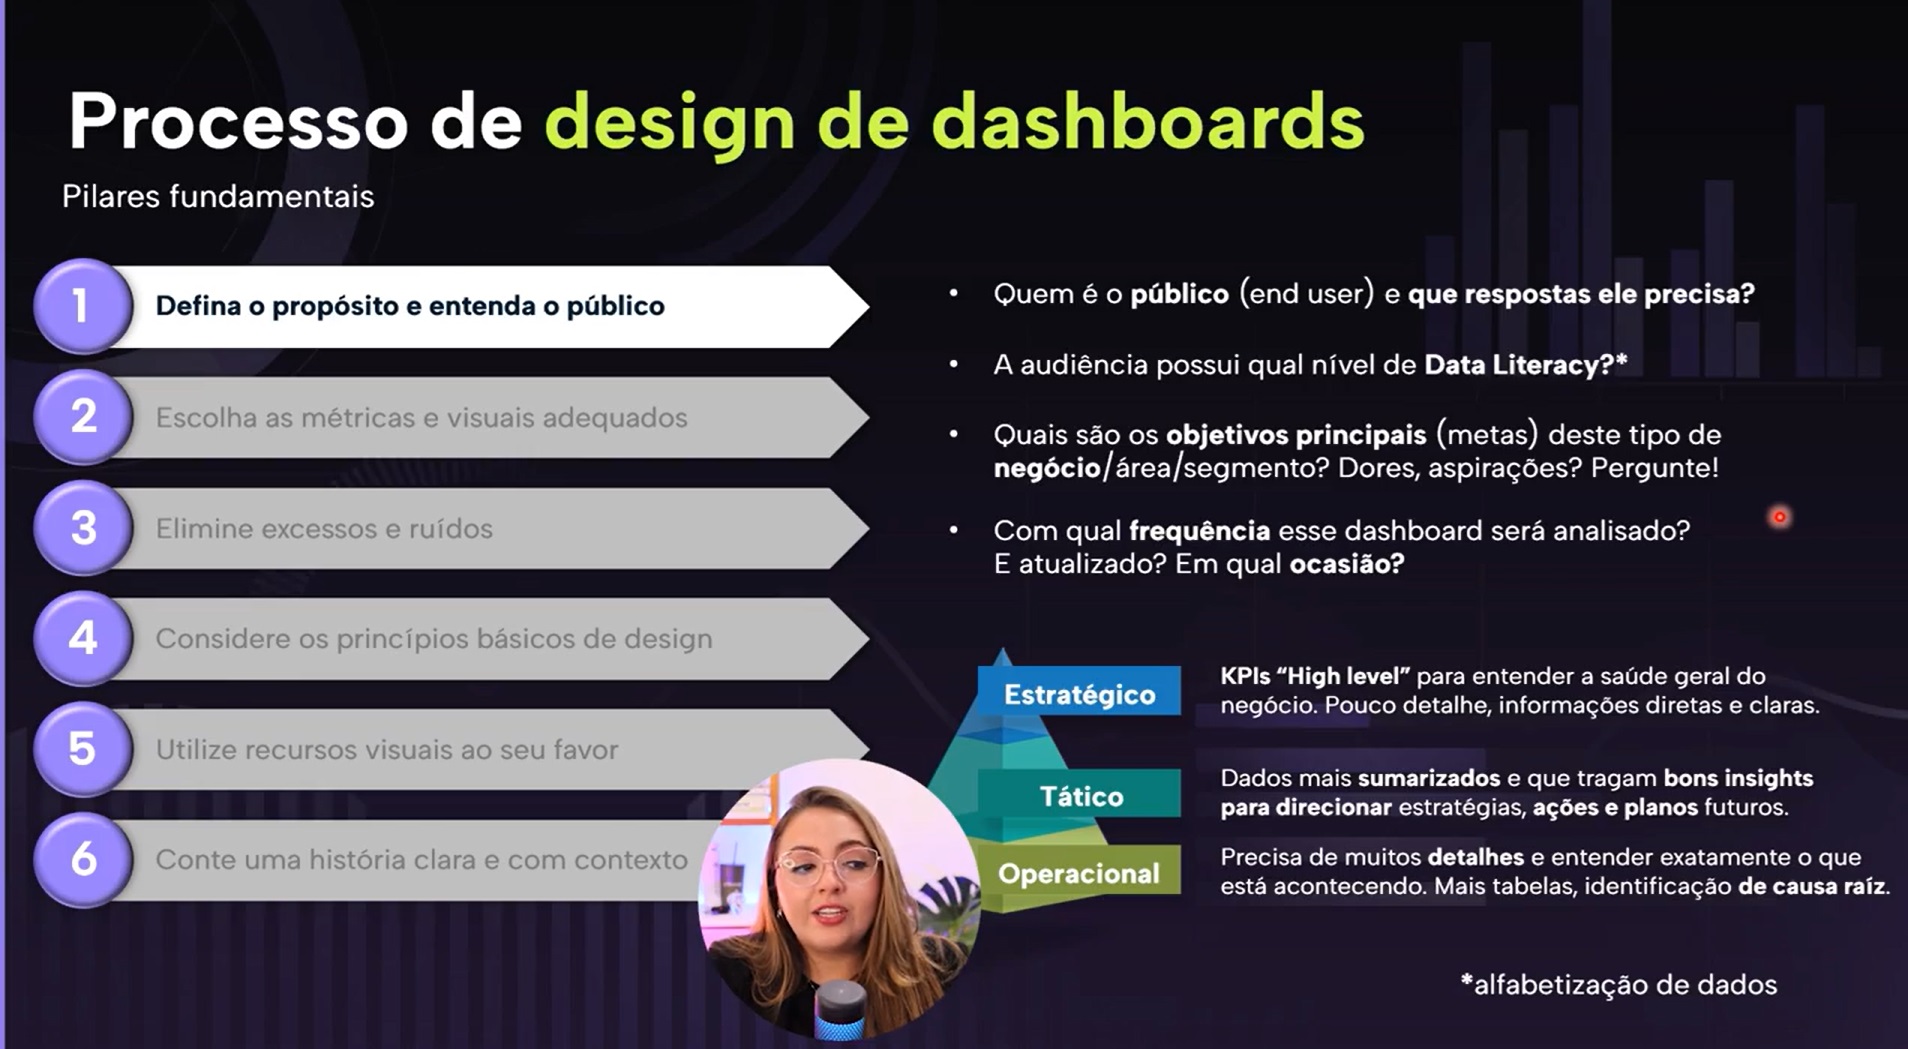 Processo de design de dashboards
Pilares fundamentais
1
Defina o propósito e entenda o público
2
Escolha as métricas e visuais adequados
3
Elimine excessos e ruídos
4
Considere os princípios básicos de design
5
Utilize recursos visuais ao seu favor
6
Conte uma história clara e com contexto
• Quem é o público (end user) e que respostas ele precisa?
• A audiência possui qual nível de Data Literacy?*
• Quais são os objetivos principais (metas) deste tipo de
negócio/área/segmento? Dores, aspirações? Pergunte!
• Com qual frequência esse dashboard será analisado?
E atualizado? Em qual ocasião?
Estratégico
KPIs “High level” para entender a saúde geral do
negócio. Pouco detalhe, informações diretas e claras.
Tático
Dados mais sumarizados e que tragam bons insights
para direcionar estratégias, ações e planos futuros.
Operacional
Precisa de muitos detalhes e entender exatamente o que
está acontecendo. Mais tabelas, identificação de causa raíz.
*alfabetização de dados